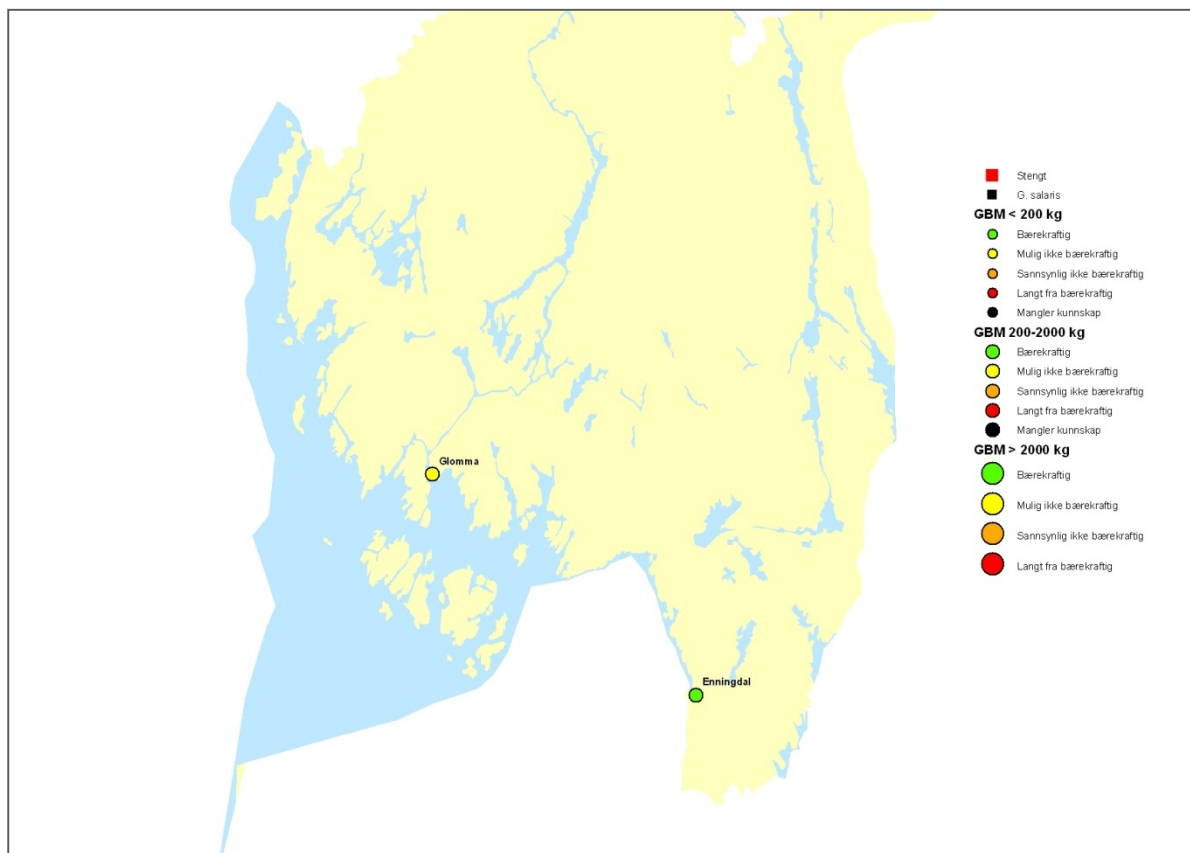 Stengt
G. salaris
GBM < 200 kg
Bærekraftig
Mulig ikke bærekraftig
Sannsynlig ikke bærekraftig
Langt fra bærekraftig
Mangler kunnskap
GBM 200-2000 kg
Bærekraftig
Mulig ikke bærekraftig
Sannsynlig ikke bærekraftig
Langt fra bærekraftig
Mangler kunnskap
GBM > 2000 kg
Bærekraftig
Mulig ikke bærekraftig
Sannsynlig ikke bærekraftig
Langt fra bærekraftig
Glomma
Enningdal